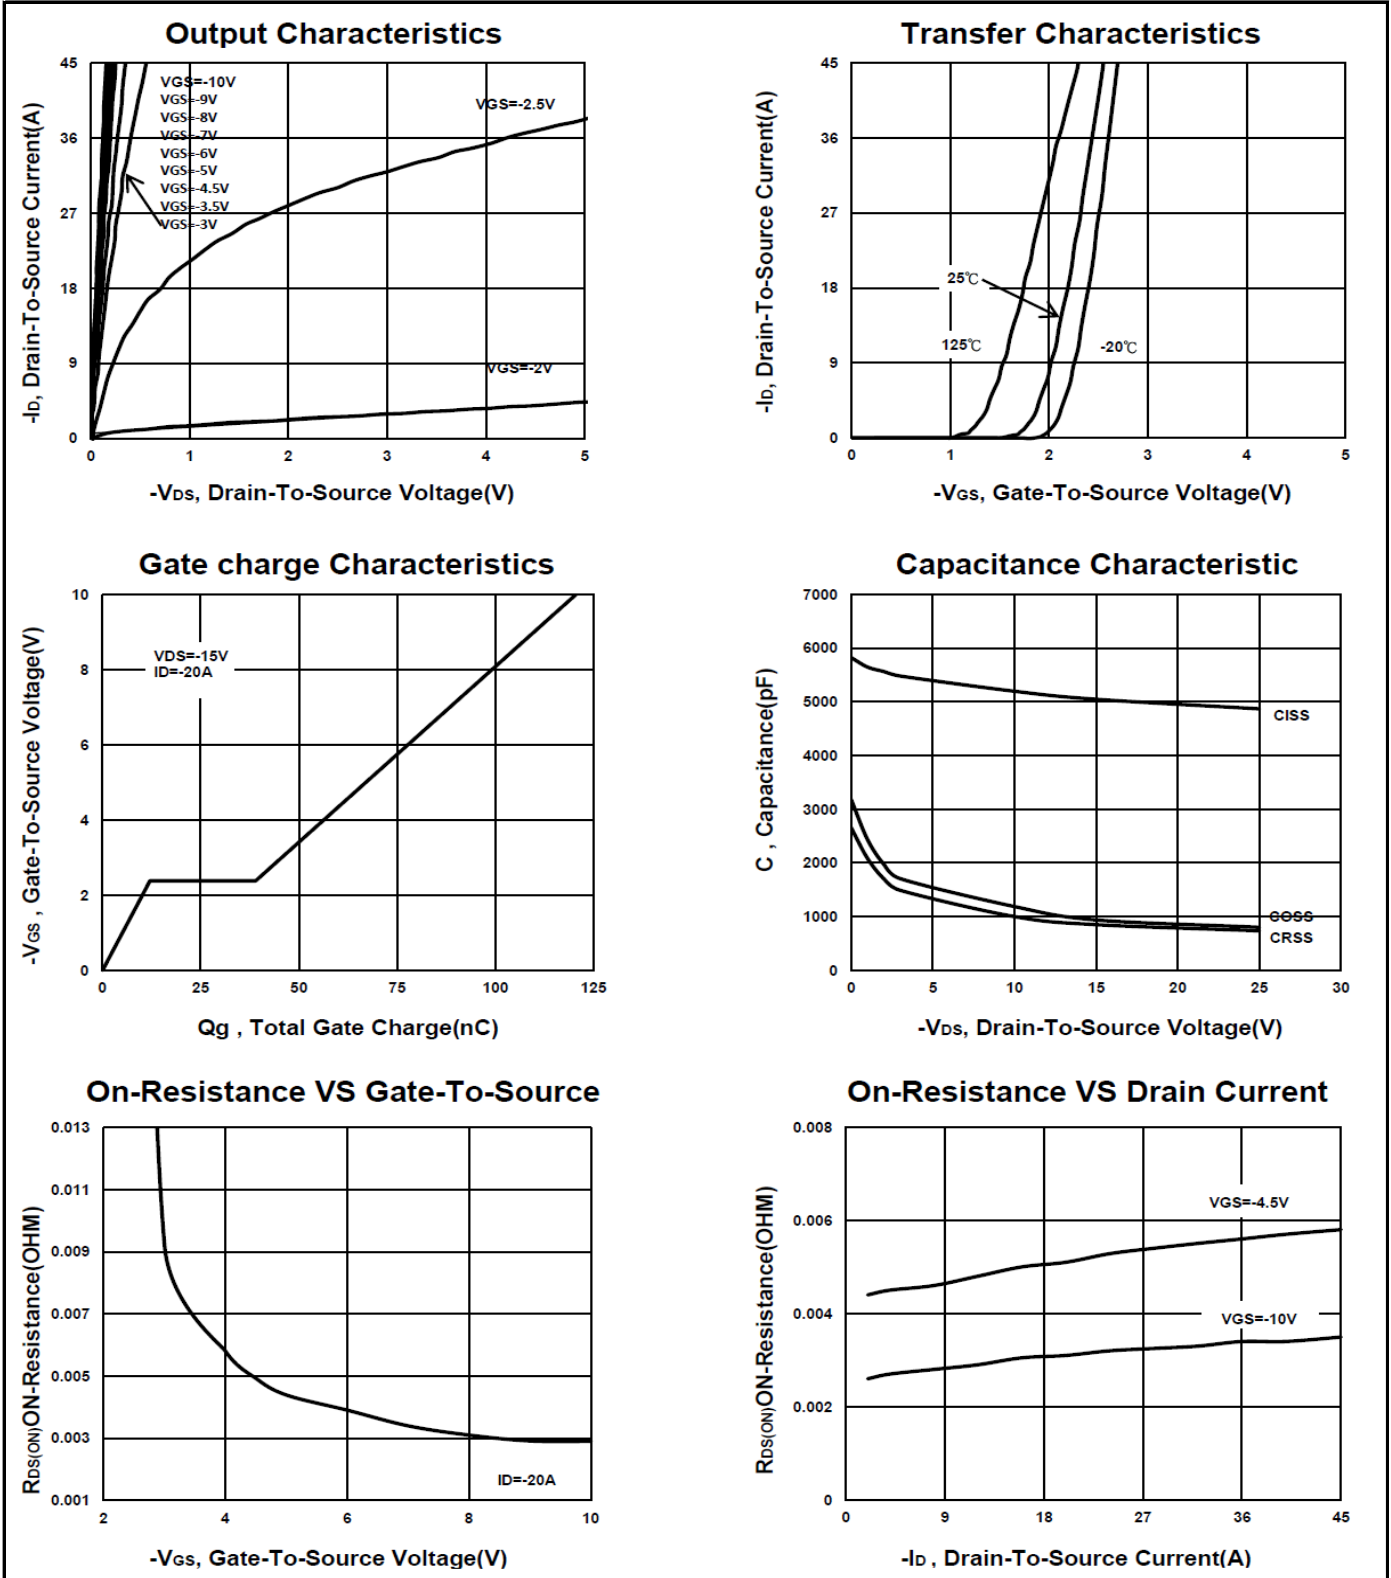 Output Characteristics
-ID, Drain-To-Source Current(A)
45
36
27
18
9
0
VGS=-10V
VGS=-9V
VGS=-8V
VGS=-7V
VGS=-6V
VGS=-5V
VGS=-4.5V
VGS=-3.5V
VGS=-3V
VGS=-2.5V
VGS=-2V
0 1 2 3 4 5
-VDS, Drain-To-Source Voltage(V)
Transfer Characteristics
-ID, Drain-To-Source Current(A)
45
36
27
18
9
0
25℃
125℃
-20℃
0 1 2 3 4 5
-VGS, Gate-To-Source Voltage(V)
Gate charge Characteristics
-VGS , Gate-To-Source Voltage(V)
10
8
6
4
2
0
VDS=-15V
ID=-20A
0 25 50 75 100 125
Qg , Total Gate Charge(nC)
Capacitance Characteristic
C , Capacitance(pF)
7000
6000
5000
4000
3000
2000
1000
0
CISS
COSS
CRSS
0 5 10 15 20 25 30
-VDS, Drain-To-Source Voltage(V)
On-Resistance VS Gate-To-Source
RDS(ON)ON-Resistance(OHM)
0.013
0.011
0.009
0.007
0.005
0.003
0.001
ID=-20A
2 4 6 8 10
-VGS, Gate-To-Source Voltage(V)
On-Resistance VS Drain Current
RDS(ON)ON-Resistance(OHM)
0.008
0.006
0.004
0.002
0
VGS=-4.5V
VGS=-10V
0 9 18 27 36 45
-ID , Drain-To-Source Current(A)